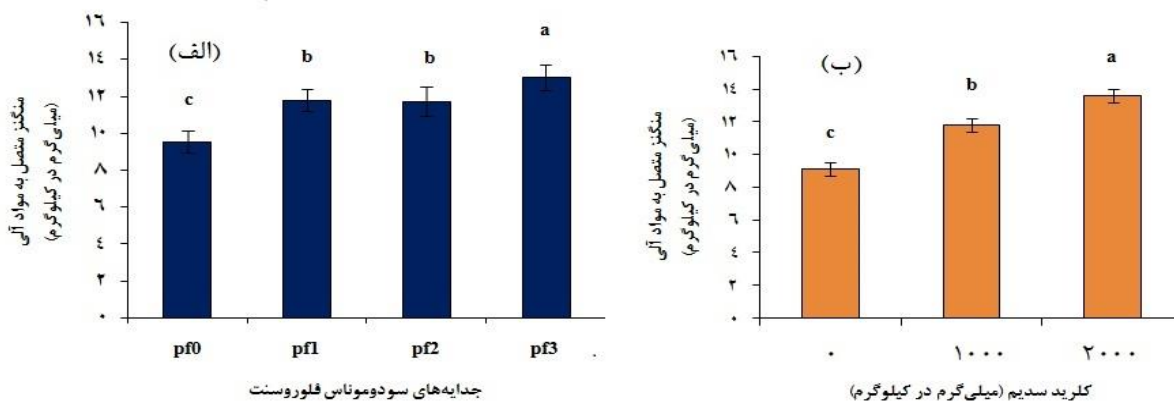 (الف)
منگنز متصل به مواد آلی
(میلی‌گرم در کیلوگرم)
۱۶
۱۴
۱۲
۱۰
۸
۶
۴
۲
۰
c
b
b
a
pf0
pf1
pf2
pf3
جدایه‌های سودوموناس فلوروسنت
(ب)
منگنز متصل به مواد آلی
(میلی‌گرم در کیلوگرم)
۱۶
۱۴
۱۲
۱۰
۸
۶
۴
۲
۰
c
b
a
۰
۱۰۰۰
۲۰۰۰
کلرید سدیم (میلی‌گرم در کیلوگرم)